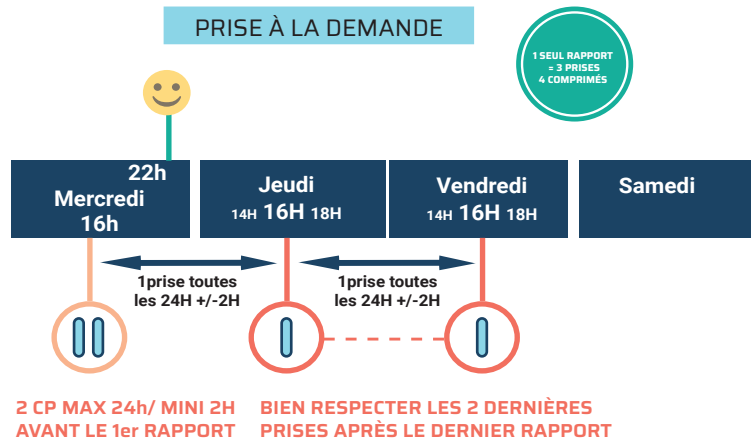 PRISE À LA DEMANDE
1 SEUL RAPPORT
= 3 PRISES
4 COMPRIMÉS
22h
Mercredi
16h
Jeudi
14H 16H 18H
Vendredi
14H 16H 18H
Samedi
1prise toutes
les 24H +/-2H
1prise toutes
les 24H +/-2H
2 CP MAX 24h/ MINI 2H
AVANT LE 1er RAPPORT
BIEN RESPECTER LES 2 DERNIÈRES
PRISES APRÈS LE DERNIER RAPPORT